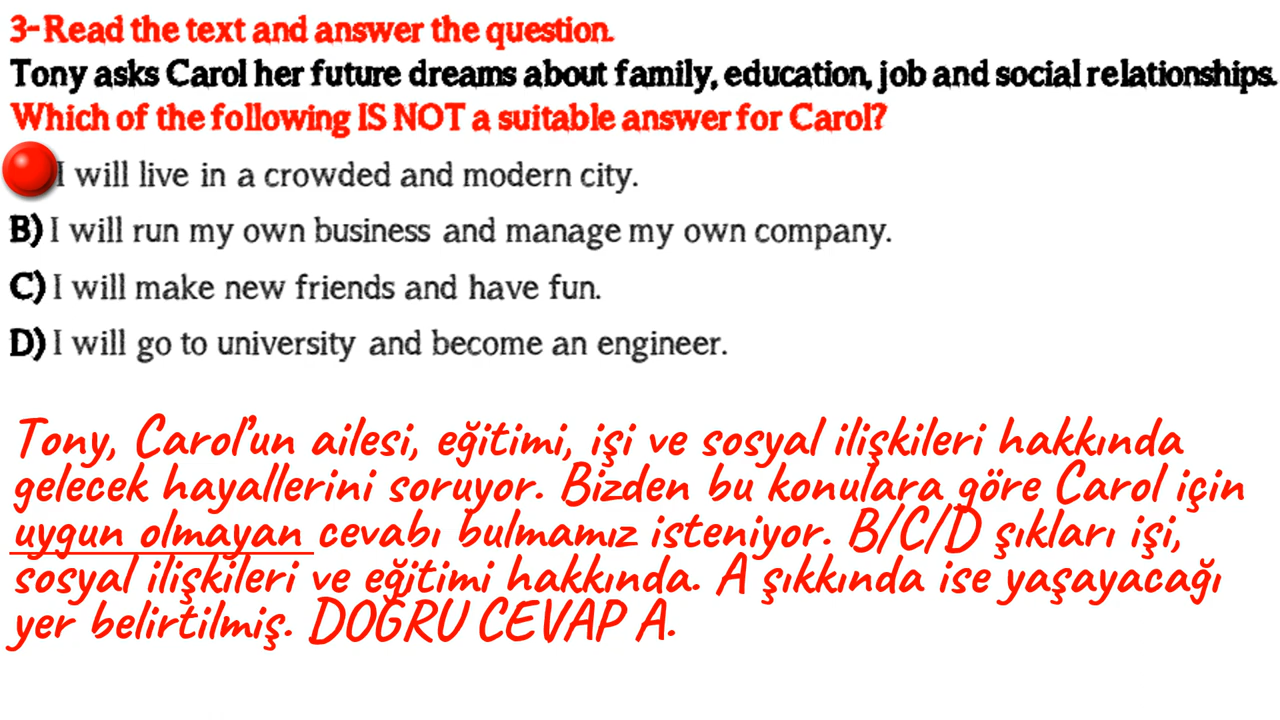 3-Read the text and answer the question.
Tony asks Carol her future dreams about family, education, job and social relationships.
Which of the following IS NOT a suitable answer for Carol?
I will live in a crowded and modern city.
B) I will run my own business and manage my own company.
C) I will make new friends and have fun.
D) I will go to university and become an engineer.
Tony, Carol'un ailesi, eğitimi, işi ve sosyal ilişkileri hakkında
gelecek hayallerini soruyor. Bizden bu konulara göre Carol için
uygun olmayan cevabı bulmamız isteniyor. B/C/D şıkları işi,
sosyal ilişkileri ve eğitimi hakkında. A şıkkında ise yaşayacağı
yer belirtilmiş. DOĞRU CEVAP A.